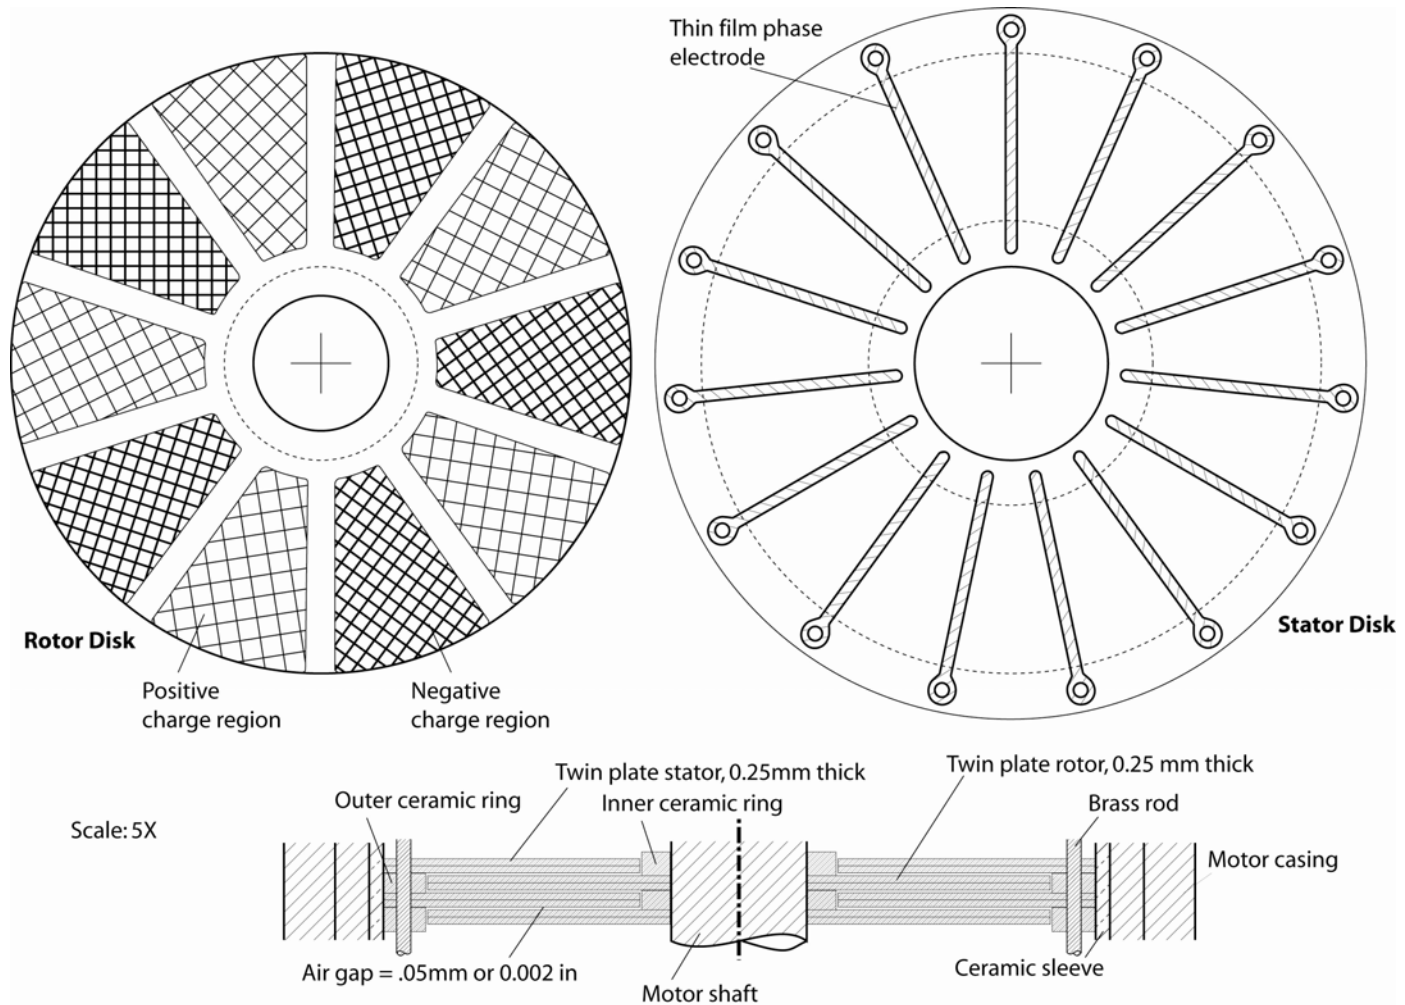 Thin film phase
electrode
Rotor Disk
Stator Disk
Positive
charge region
Negative
charge region
Twin plate stator, 0.25mm thick
Twin plate rotor, 0.25 mm thick
Outer ceramic ring
Inner ceramic ring
Brass rod
Scale: 5X
Motor casing
Air gap = .05mm or 0.002 in
Ceramic sleeve
Motor shaft